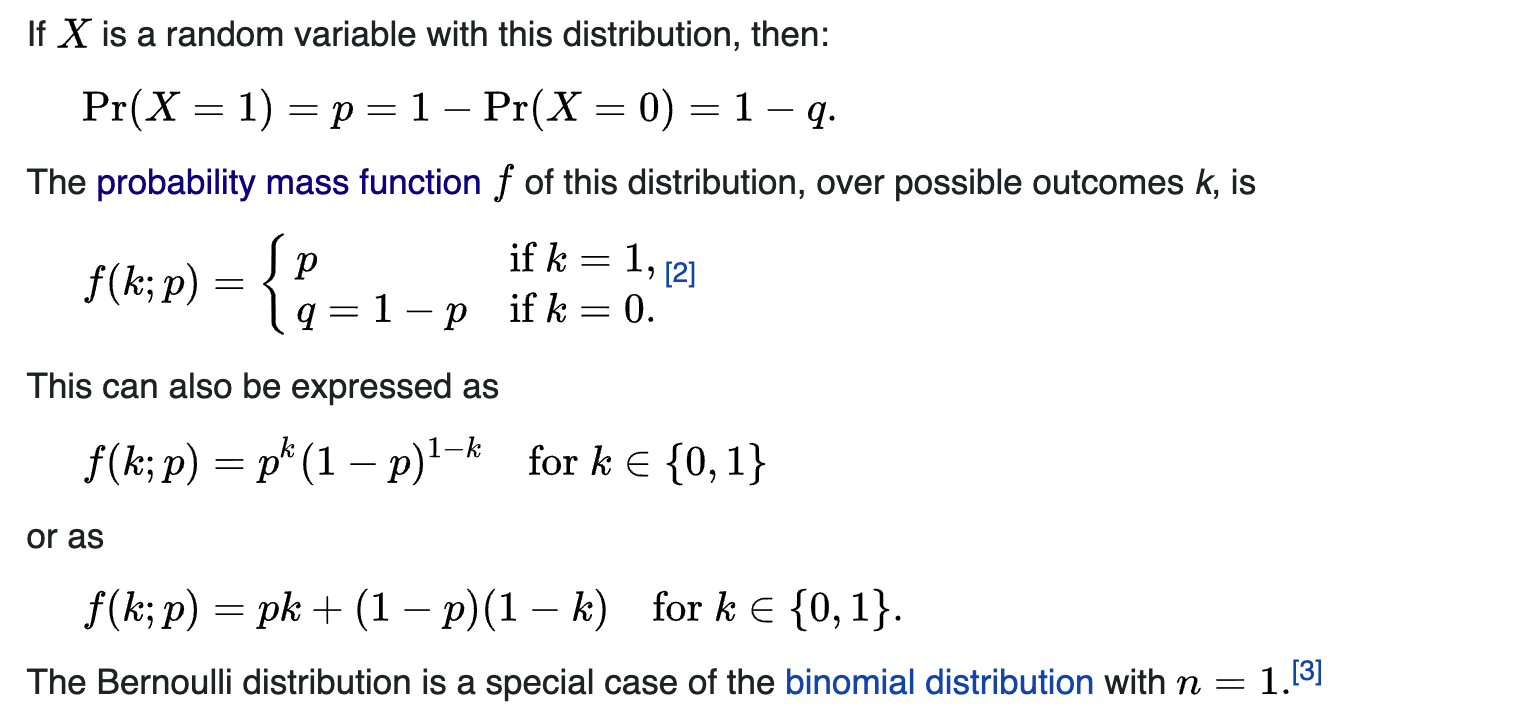 If X is a random variable with this distribution, then:
Pr(X = 1) = p = 1 − Pr(X = 0) = 1 − q.
The probability mass function f of this distribution, over possible outcomes k, is
f(k; p) = { p if k = 1, [2]
q = 1 − p if k = 0.
This can also be expressed as
f(k; p) = p^k (1 − p)^{1−k} for k ∈ {0, 1}
or as
f(k; p) = pk + (1 − p)(1 − k) for k ∈ {0, 1}.
The Bernoulli distribution is a special case of the binomial distribution with n = 1.[3]